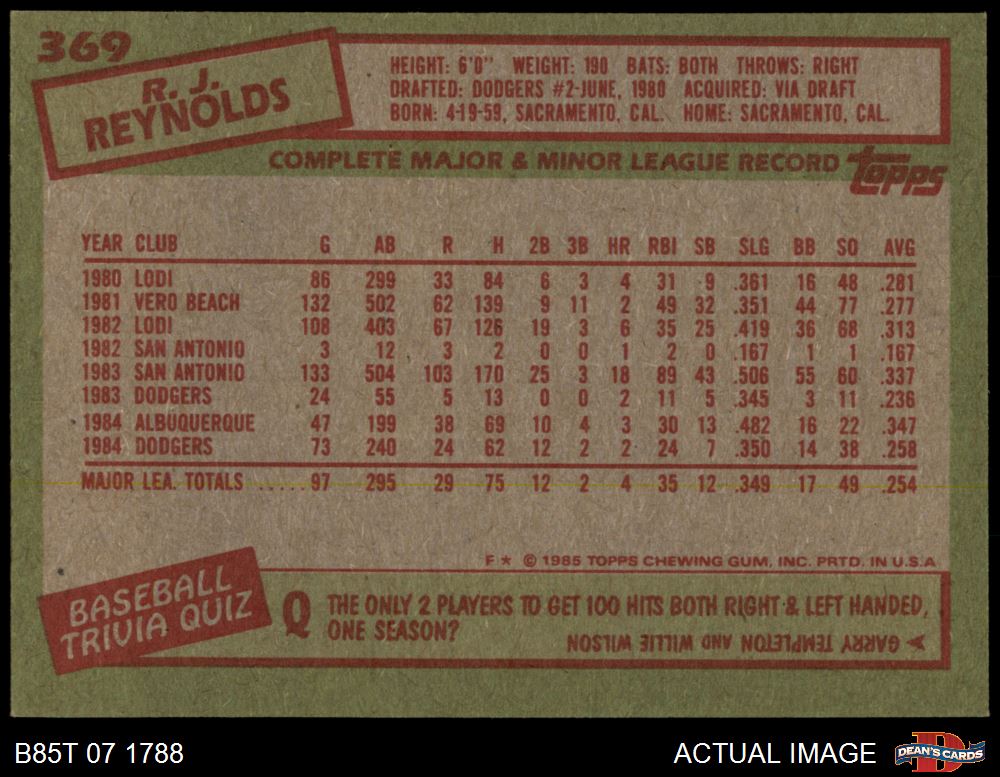 369
R. J.
REYNOLDS
HEIGHT: 6'0" WEIGHT: 190 BATS: BOTH THROWS: RIGHT
DRAFTED: DODGERS #2-JUNE, 1980 ACQUIRED: VIA DRAFT
BORN: 4-19-59, SACRAMENTO, CAL. HOME: SACRAMENTO, CAL.
COMPLETE MAJOR & MINOR LEAGUE RECORD topps
YEAR CLUB G AB R H 2B 3B HR RBI SB SLG BB SO AVG
1980 LODI 86 299 33 84 6 3 4 31 9 .361 16 48 .281
1981 VERO BEACH 132 502 62 139 9 11 2 49 32 .351 44 77 .277
1982 LODI 108 403 67 126 19 3 6 35 25 .419 36 68 .313
1982 SAN ANTONIO 3 12 3 2 0 0 1 2 0 .167 1 1 .167
1983 SAN ANTONIO 133 504 103 170 25 3 18 89 43 .506 55 60 .337
1983 DODGERS 24 55 5 13 0 0 2 11 5 .345 3 11 .236
1984 ALBUQUERQUE 47 199 38 69 10 4 3 30 13 .482 16 22 .347
1984 DODGERS 73 240 24 62 12 2 2 24 7 .350 14 38 .258
MAJOR LEA. TOTALS ..... 97 295 29 75 12 2 4 35 12 .349 17 49 .254
F * © 1985 TOPPS CHEWING GUM, INC. PRTD. IN U.S.A
BASEBALL
TRIVIA QUIZ
Q THE ONLY 2 PLAYERS TO GET 100 HITS BOTH RIGHT & LEFT HANDED,
ONE SEASON?
GARRY TEMPLETON AND WILLIE WILSON
B85T 07 1788
ACTUAL IMAGE
D
DEAN'S CARDS